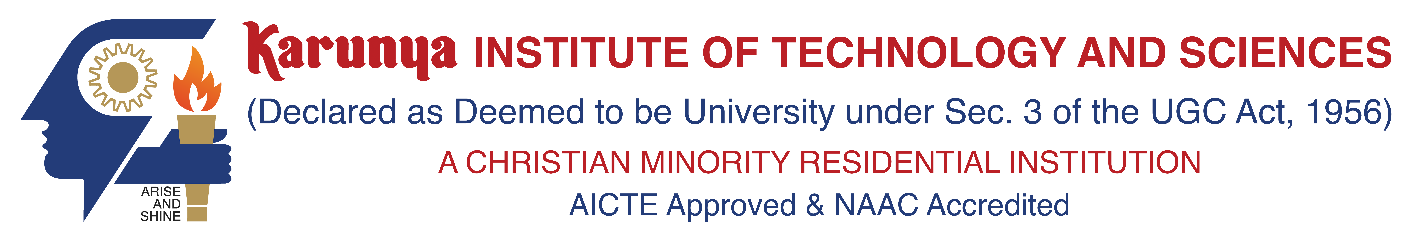 Karunya INSTITUTE OF TECHNOLOGY AND SCIENCES
(Declared as Deemed to be University under Sec. 3 of the UGC Act, 1956)
A CHRISTIAN MINORITY RESIDENTIAL INSTITUTION
AICTE Approved & NAAC Accredited
ARISE
AND
SHINE